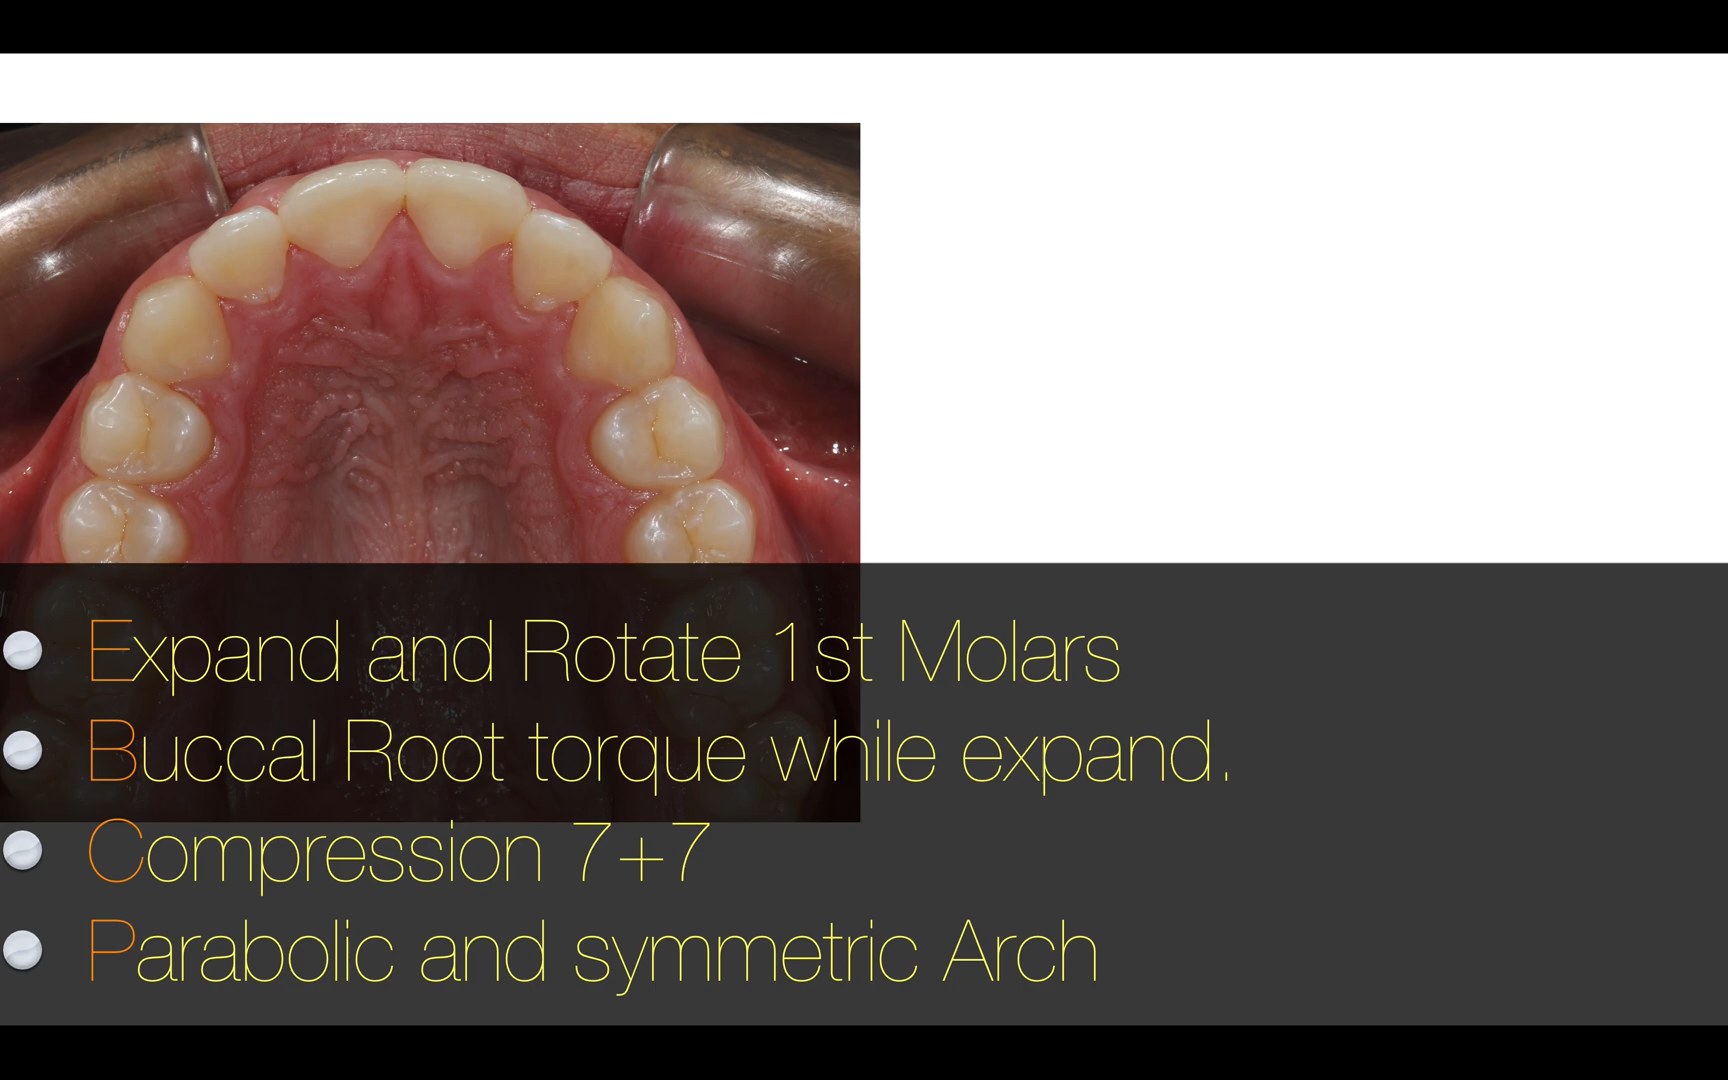 Expand and Rotate 1st Molars
Buccal Root torque while expand.
Compression 7+7
Parabolic and symmetric Arch